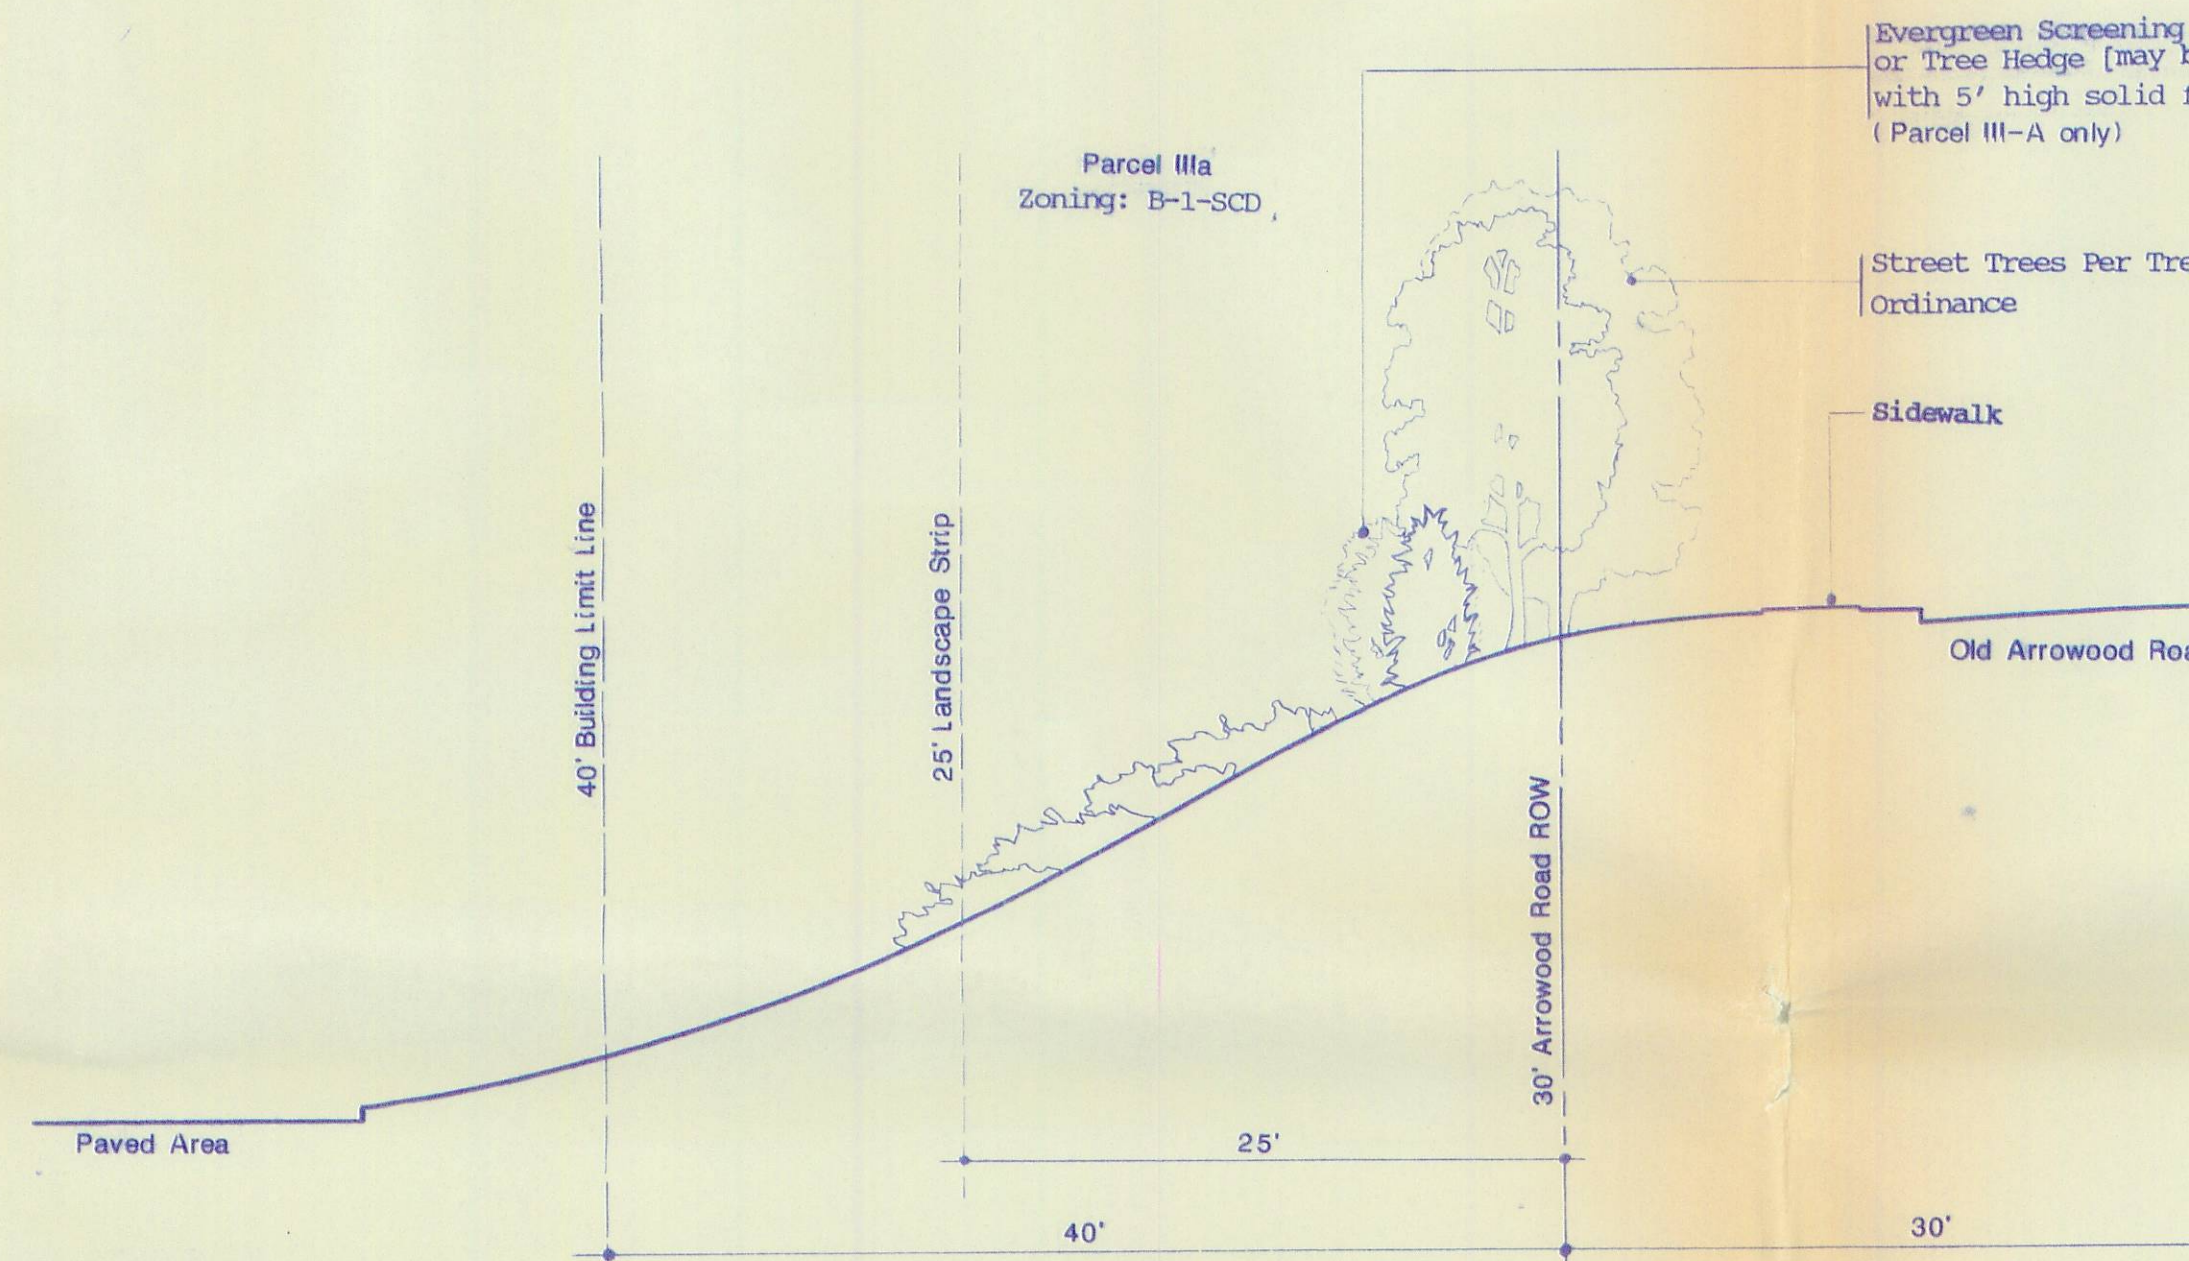 Evergreen Screening
or Tree Hedge [may
with 5' high solid
(Parcel III-A only)
Parcel IIIa
Zoning: B-1-SCD
Street Trees Per
Ordinance
Sidewalk
40' Building Limit Line
25' Landscape Strip
Old Arrowood
30' Arrowood Road ROW
Paved Area
25'
40'
30'